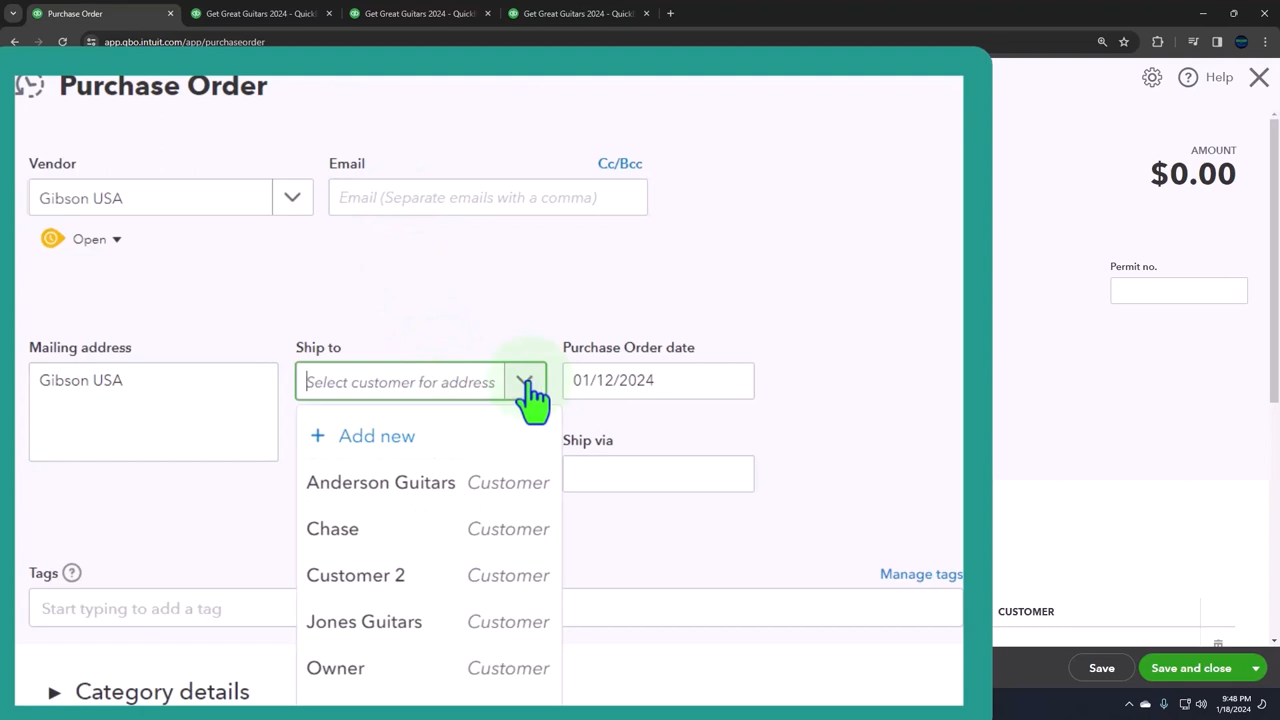 Purchase Order
Get Great Guitars 2024 - Quick
Get Great Guitars 2024 - Quick
Get Great Guitars 2024 - Quick
app.qbo.intuit.com/app/purchaseorder
Purchase Order
Help
AMOUNT
$0.00
Vendor
Email
Cc/Bcc
Gibson USA
Email (Separate emails with a comma)
Open
Permit no.
Mailing address
Ship to
Purchase Order date
Gibson USA
Select customer for address
01/12/2024
+ Add new
Ship via
Anderson Guitars Customer
Chase Customer
Customer 2 Customer
Tags
Manage tags
Start typing to add a tag
CUSTOMER
Jones Guitars Customer
Owner Customer
Category details
Save
Save and close
9:48 PM
1/18/2024